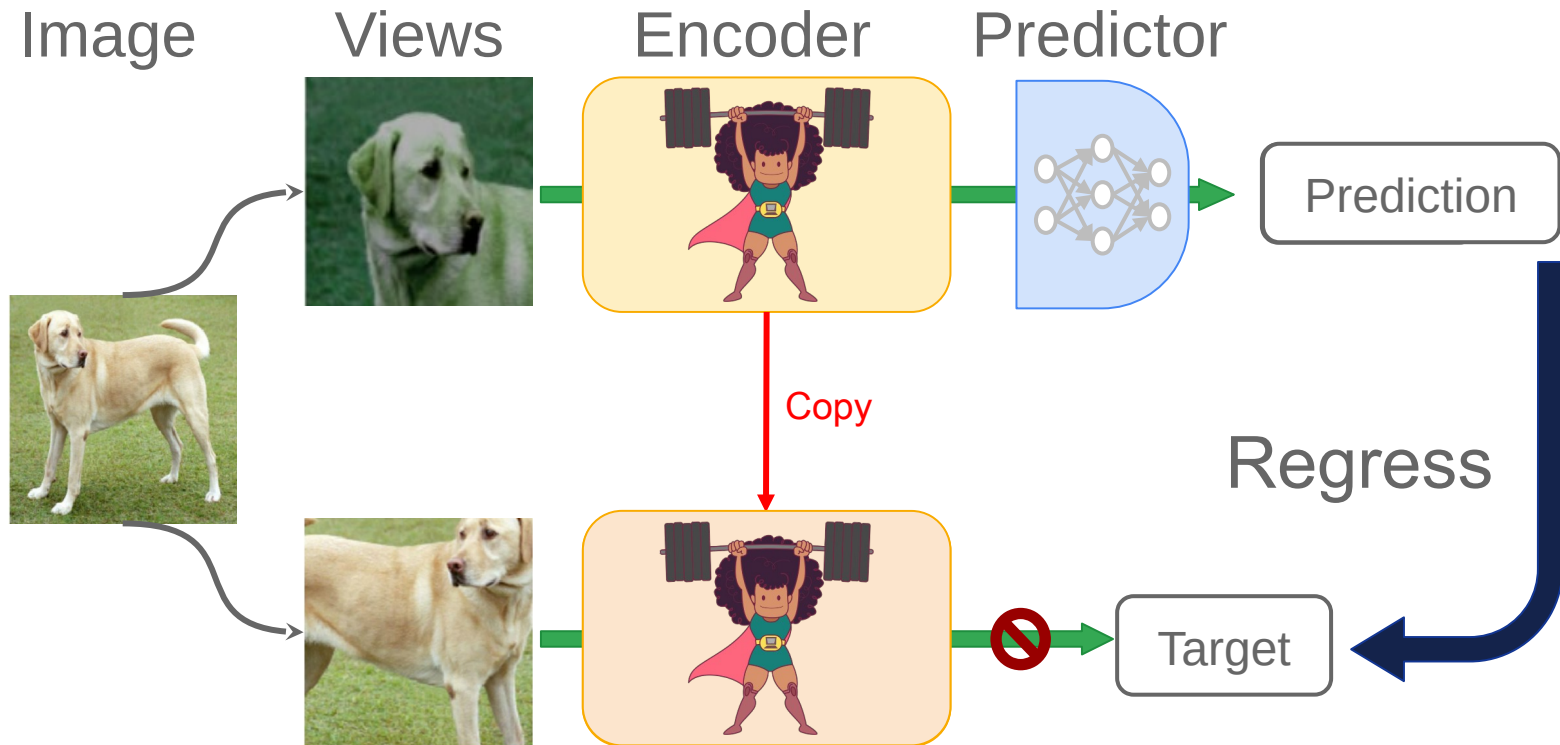 Image
Views
Encoder
Predictor
Prediction
Copy
Regress
Target